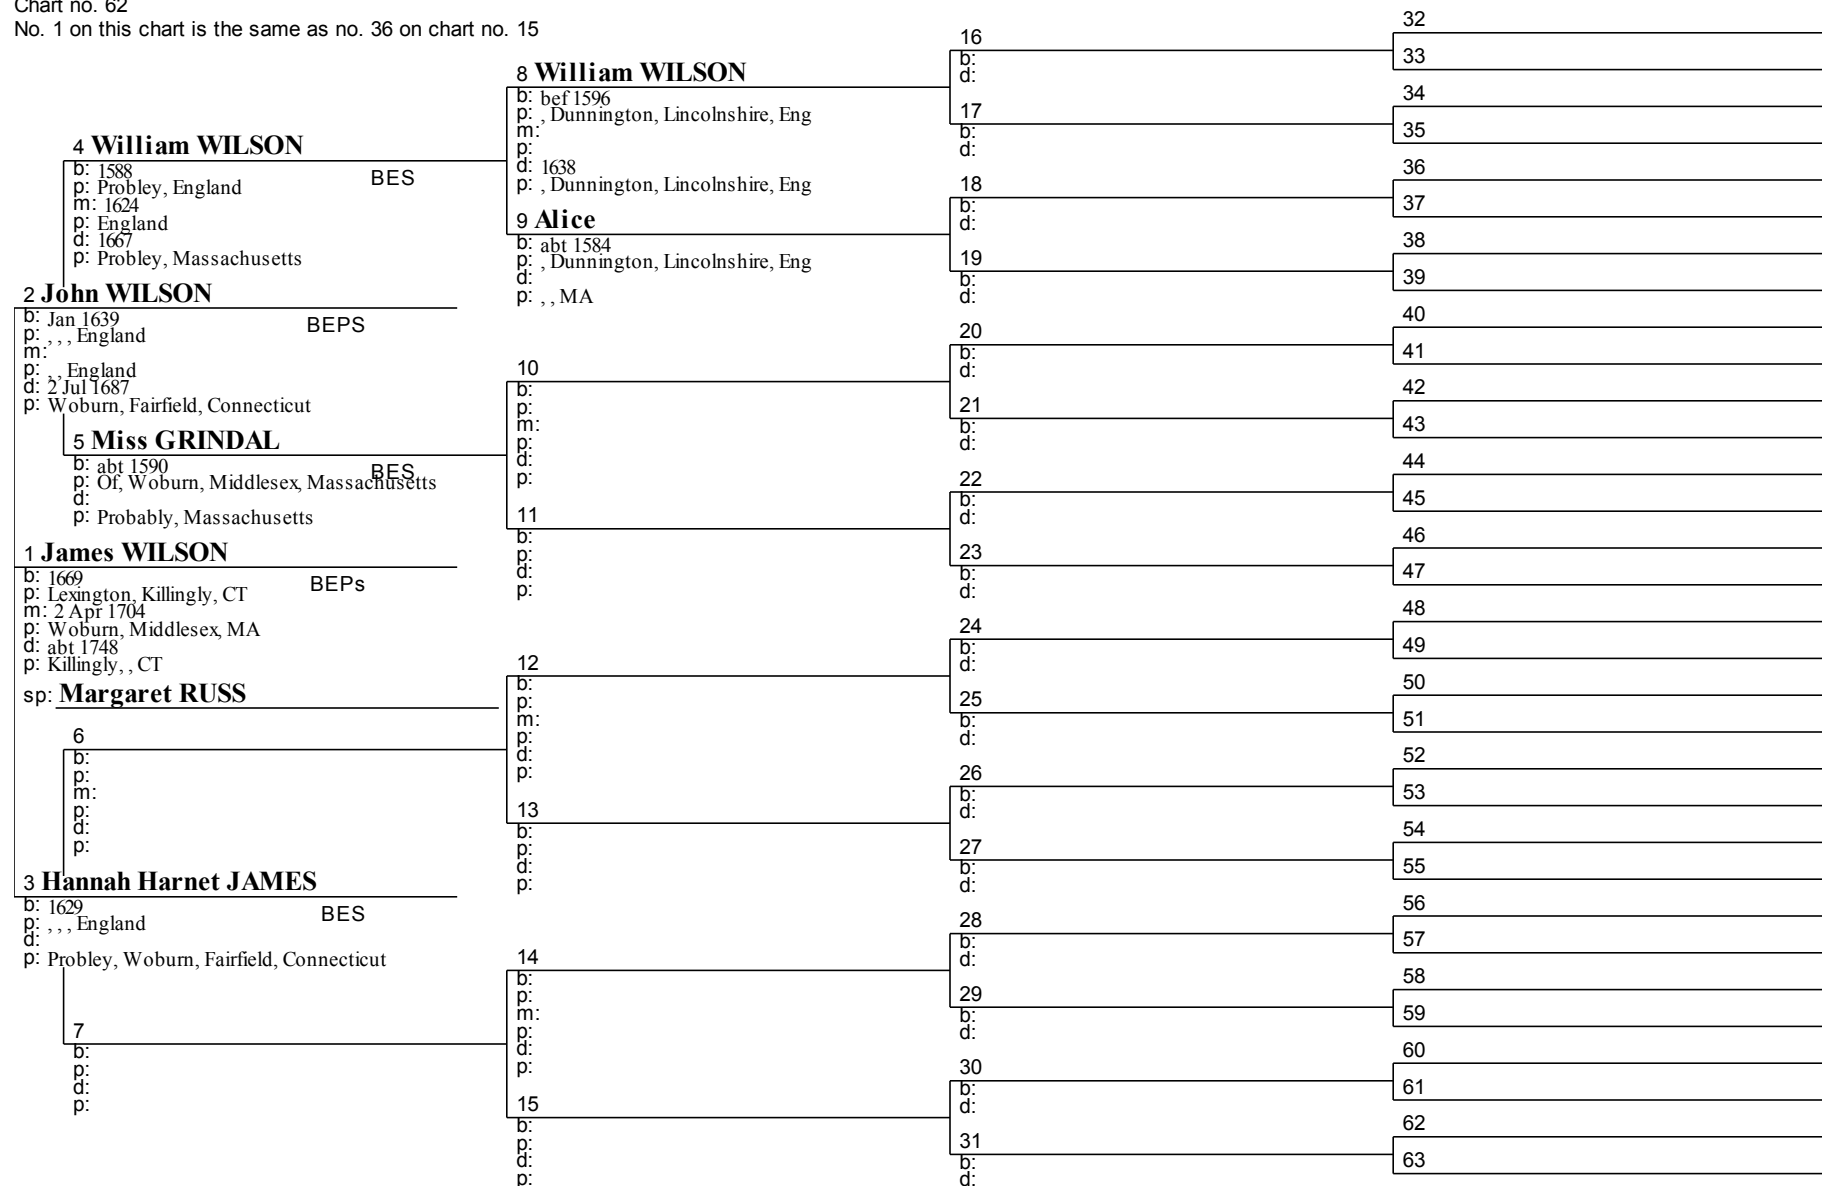 Chart no. 62
No. 1 on this chart is the same as no. 36 on chart no. 15
4 William WILSON
b: 1588
BES
p: Probley, England
m: 1624
p: England
d: 1667
p: Probley, Massachusetts
2 John WILSON
b: Jan 1639
BEPS
p: , , , England
m:
p: , , England
d: 2 Jul 1687
p: Woburn, Fairfield, Connecticut
5 Miss GRINDAL
b: abt 1590
BES
p: Of, Woburn, Middlesex, Massachusetts
d:
p: Probably, Massachusetts
1 James WILSON
b: 1669
BEPs
p: Lexington, Killingly, CT
m: 2 Apr 1704
p: Woburn, Middlesex, MA
d: abt 1748
p: Killingly, , CT
sp: Margaret RUSS
6
b:
p:
m:
p:
d:
p:
3 Hannah Harnet JAMES
b: 1629
BES
p: , , , England
d:
p: Probley, Woburn, Fairfield, Connecticut
7
b:
p:
d:
p:
8 William WILSON
b: bef 1596
p: , Dunnington, Lincolnshire, Eng
m:
p:
d: 1638
p: , Dunnington, Lincolnshire, Eng
9 Alice
b: abt 1584
p: , Dunnington, Lincolnshire, Eng
d:
p: , , MA
10
b:
p:
m:
p:
d:
p:
11
b:
p:
d:
p:
12
b:
p:
m:
p:
d:
p:
13
b:
p:
d:
p:
14
b:
p:
m:
p:
d:
p:
15
b:
p:
d:
p:
16
b:
d:
17
b:
d:
18
b:
d:
19
b:
d:
20
b:
d:
21
b:
d:
22
b:
d:
23
b:
d:
24
b:
d:
25
b:
d:
26
b:
d:
27
b:
d:
28
b:
d:
29
b:
d:
30
b:
d:
31
b:
d:
32
33
34
35
36
37
38
39
40
41
42
43
44
45
46
47
48
49
50
51
52
53
54
55
56
57
58
59
60
61
62
63